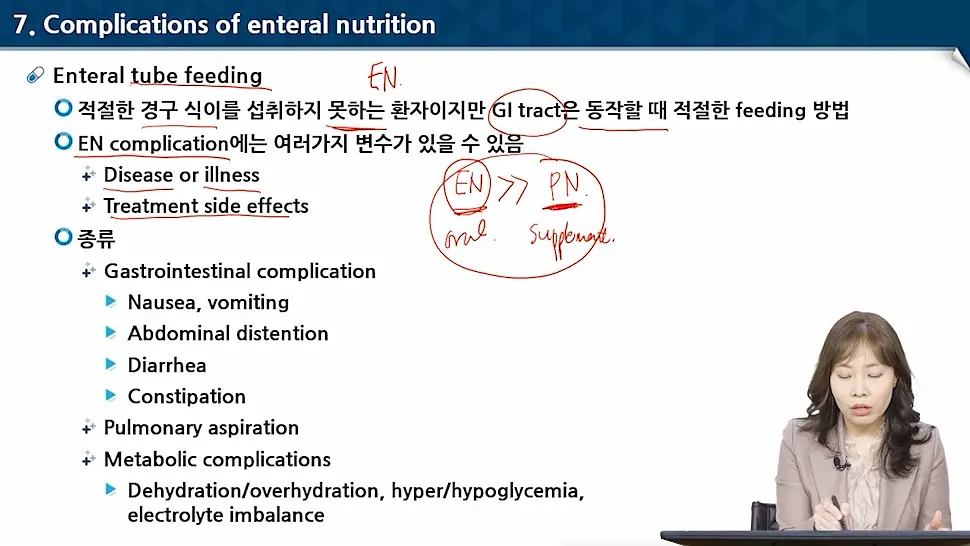 7. Complications of enteral nutrition
Enteral tube feeding
EN.
적절한 경구 식이를 섭취하지 못하는 환자이지만 GI tract은 동작할 때 적절한 feeding 방법
EN complication에는 여러가지 변수가 있을 수 있음
Disease or illness
EN >> PN.
Treatment side effects
oral. supplement.
종류
Gastrointestinal complication
Nausea, vomiting
Abdominal distention
Diarrhea
Constipation
Pulmonary aspiration
Metabolic complications
Dehydration/overhydration, hyper/hypoglycemia,
electrolyte imbalance